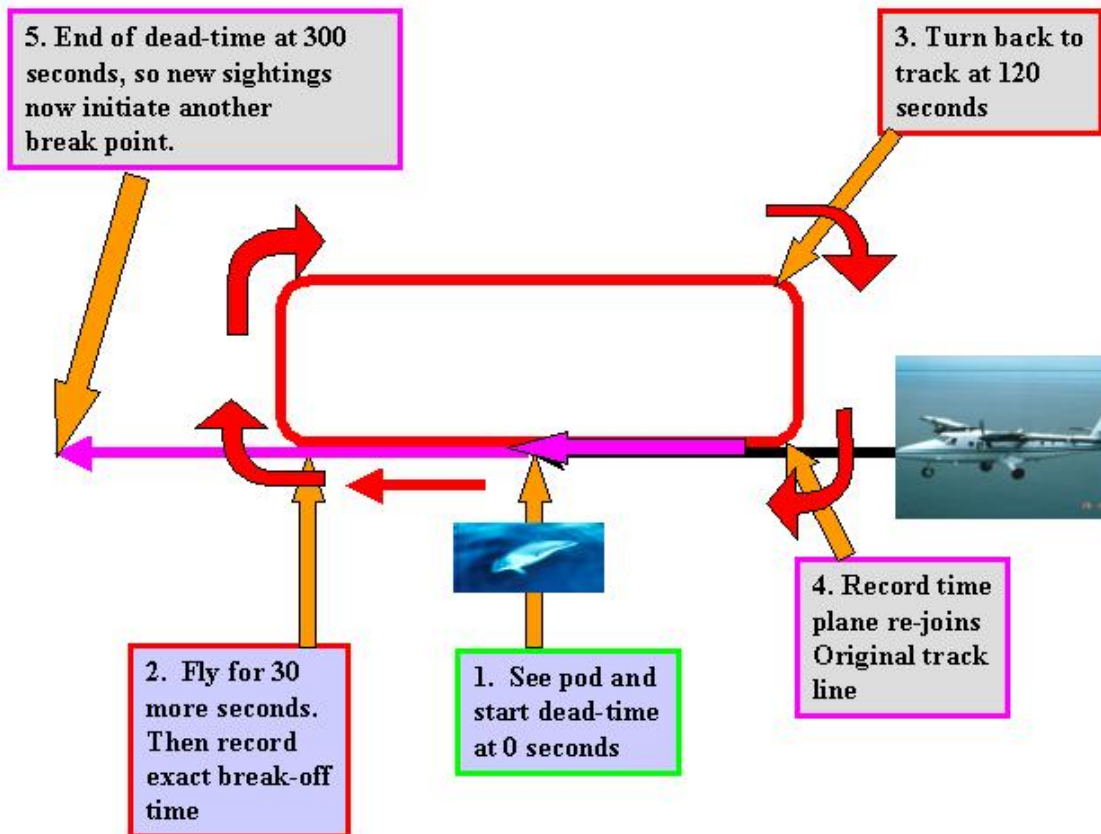 5. End of dead-time at 300
seconds, so new sightings
now initiate another
break point.
3. Turn back to
track at 120
seconds
2.  Fly for 30
more seconds.
Then record
exact break-off
time
1.  See pod and
start dead-time
at 0 seconds
4. Record time
plane re-joins
Original track
line